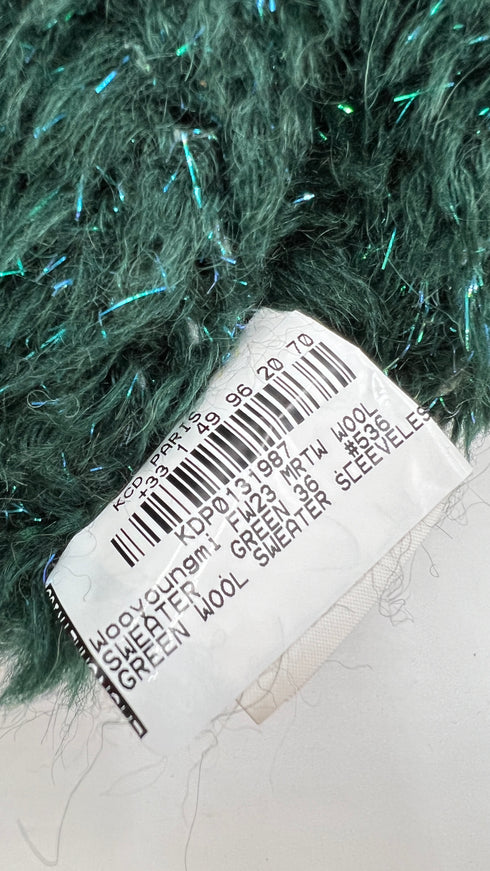 KCD PARIS
+33 1 49 96 20 70
KDP0131987
Wooyoungmi FW23 MRTW WOOL
SWEATER - GREEN 36 - #536
GREEN WOOL SWEATER SLEEVELES